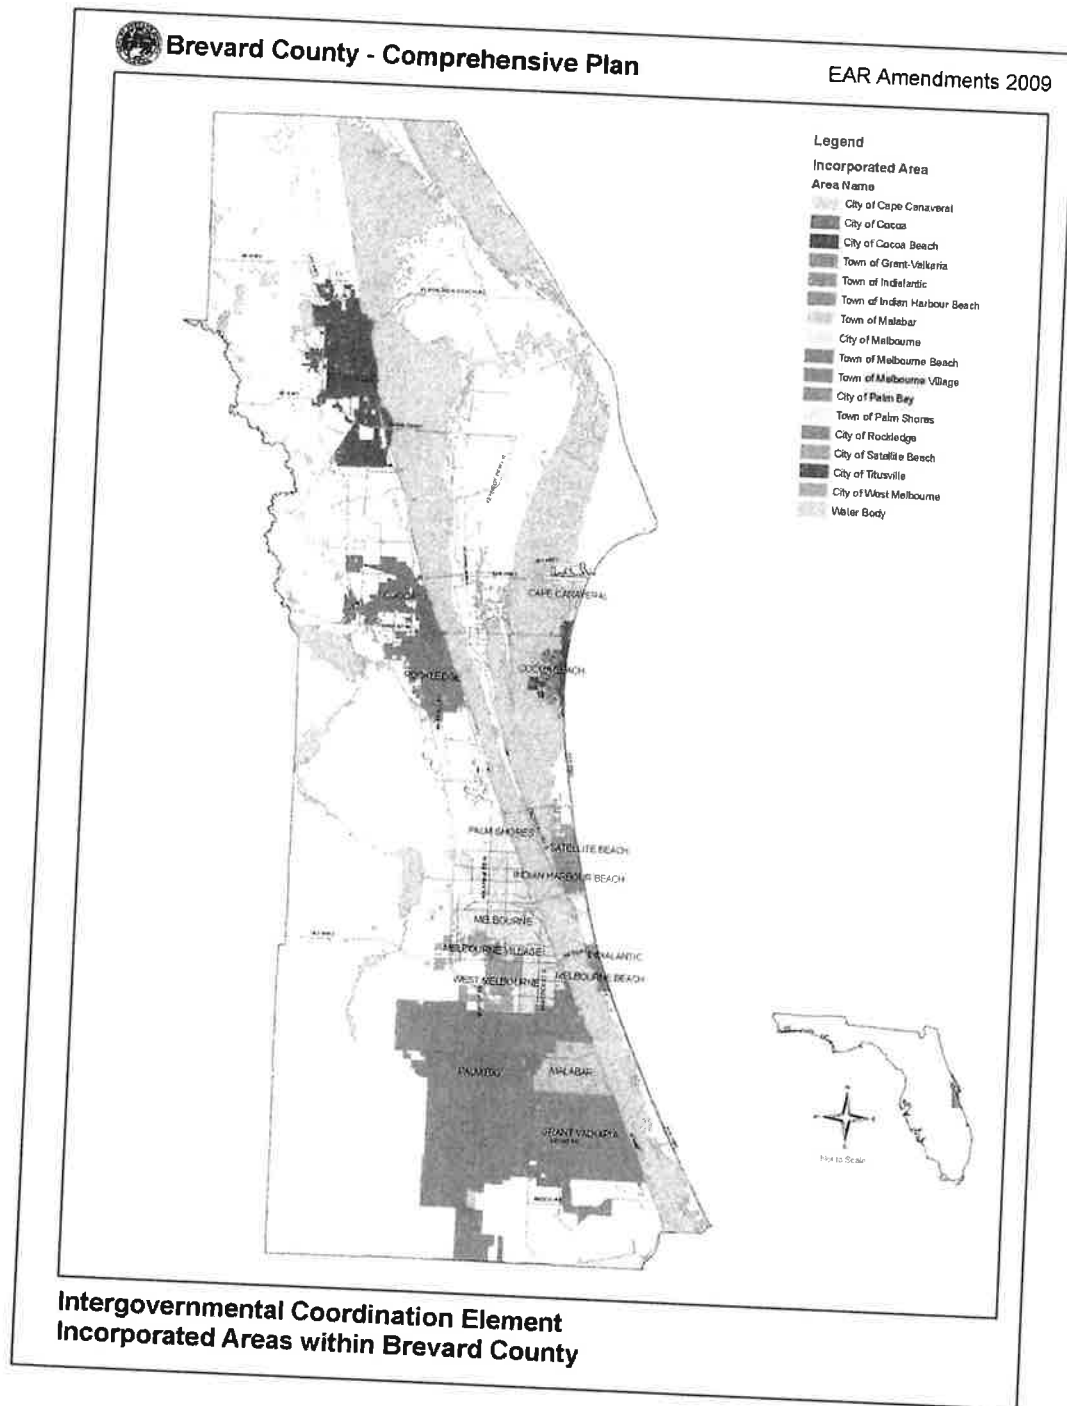 Brevard County - Comprehensive Plan
EAR Amendments 2009
Legend
Incorporated Area
Area Name
City of Cape Canaveral
City of Cocoa
City of Cocoa Beach
Town of Grant-Valkaria
Town of Indialantic
Town of Indian Harbour Beach
Town of Malabar
City of Melbourne
Town of Melbourne Beach
Town of Melbourne Village
City of Palm Bay
Town of Palm Shores
City of Rockledge
City of Satellite Beach
City of Titusville
City of West Melbourne
Water Body
COCOA
CAPE CANAVERAL
ROCKLEDGE
COCOA BEACH
PALM SHORES
SATELLITE BEACH
INDIAN HARBOUR BEACH
MELBOURNE
MELBOURNE VILLAGE
INDIALANTIC
WEST MELBOURNE
MELBOURNE BEACH
PALM BAY
MALABAR
GRANT VALKARIA
Not to Scale
Intergovernmental Coordination Element
Incorporated Areas within Brevard County